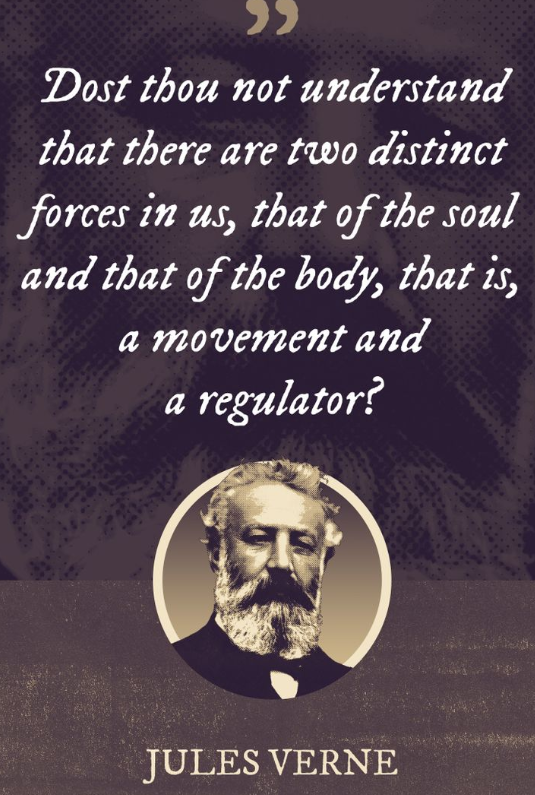 ”
Dost thou not understand
that there are two distinct
forces in us, that of the soul
and that of the body, that is,
a movement and
a regulator?
JULES VERNE